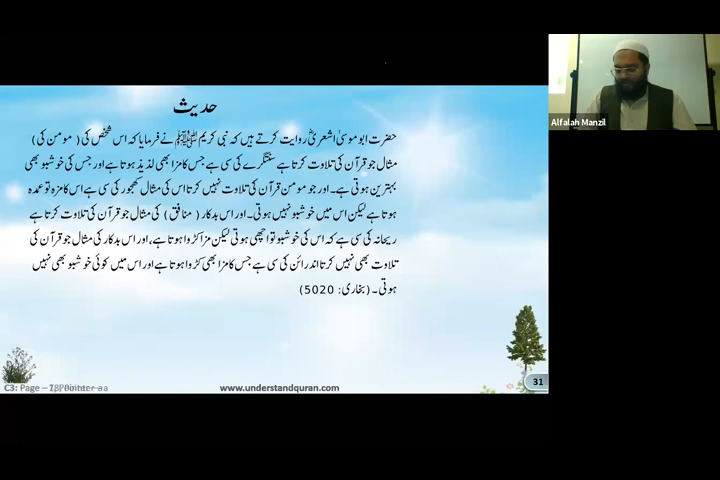 حدیث
حضرت ابوموسیٰ اشعریؓ روایت کرتے ہیں کہ نبی کریم ﷺ نے فرمایا کہ اس شخص کی ( مومن کی )
مثال جو قرآن کی تلاوت کرتا ہے سنگترے کی سی ہے جس کا مزا بھی لذیذ ہوتا ہے اور جس کی خوشبو بھی
بہترین ہوتی ہے۔ اور جو مومن قرآن کی تلاوت نہیں کرتا اس کی مثال کھجور کی سی ہے اس کا مزہ تو عمدہ
ہوتا ہے لیکن اس میں خوشبو نہیں ہوتی۔ اور اس بدکار ( منافق ) کی مثال جو قرآن کی تلاوت کرتا ہے
ریحانہ کی سی ہے کہ اس کی خوشبو تو اچھی ہوتی لیکن مزا کڑوا ہوتا ہے، اور اس بدکار کی مثال جو قرآن کی
تلاوت بھی نہیں کرتا اندرائن کی سی ہے جس کا مزا بھی کڑوا ہوتا ہے اور اس میں کوئی خوشبو بھی نہیں
ہوتی۔ (بخاری: 5020)
Alfalah Manzil
C3: Page –
www.understandquran.com
31